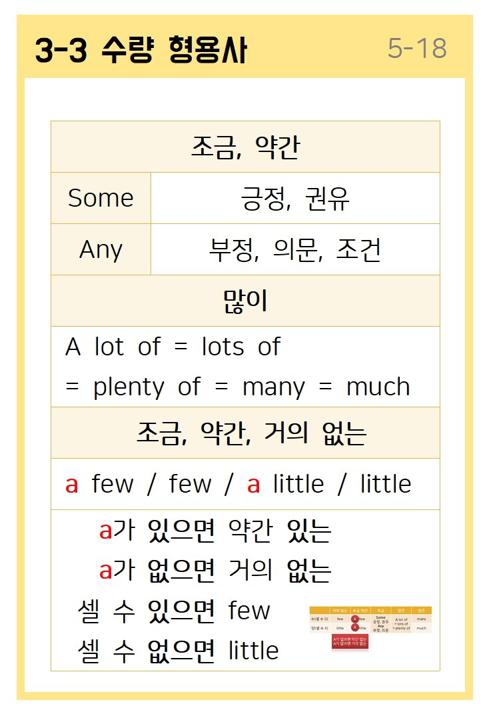 3-3 수량 형용사
5-18
조금, 약간
Some 긍정, 권유
Any 부정, 의문, 조건
많이
A lot of = lots of
= plenty of = many = much
조금, 약간, 거의 없는
a few / few / a little / little
a가 있으면 약간 있는
a가 없으면 거의 없는
셀 수 있으면 few
셀 수 없으면 little